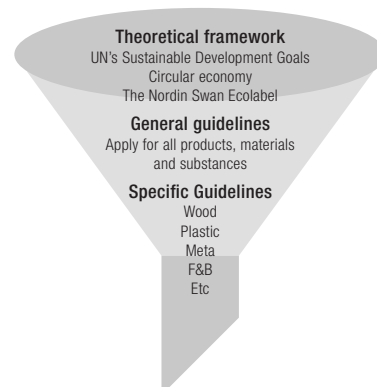 Theoretical framework
UN's Sustainable Development Goals
Circular economy
The Nordin Swan Ecolabel
General guidelines
Apply for all products, materials
and substances
Specific Guidelines
Wood
Plastic
Meta
F&B
Etc